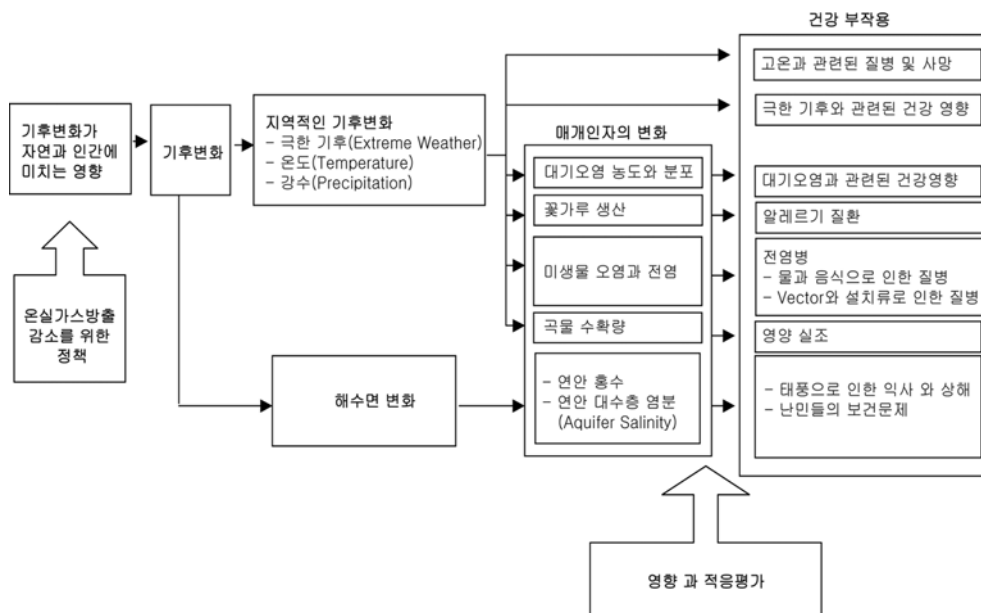 건강 부작용
고온과 관련된 질병 및 사망
극한 기후와 관련된 건강 영향
기후변화가
자연과 인간에
미치는 영향
기후변화
지역적인 기후변화
- 극한 기후(Extreme Weather)
- 온도(Temperature)
- 강수(Precipitation)
매개인자의 변화
대기오염 농도와 분포
대기오염과 관련된 건강영향
꽃가루 생산
알레르기 질환
미생물 오염과 전염
전염병
- 물과 음식으로 인한 질병
- Vector와 설치류로 인한 질병
곡물 수확량
영양 실조
온실가스방출
감소를 위한
정책
해수면 변화
- 연안 홍수
- 연안 대수층 염분
(Aquifer Salinity)
- 태풍으로 인한 익사 와 상해
- 난민들의 보건문제
영향 과 적응평가